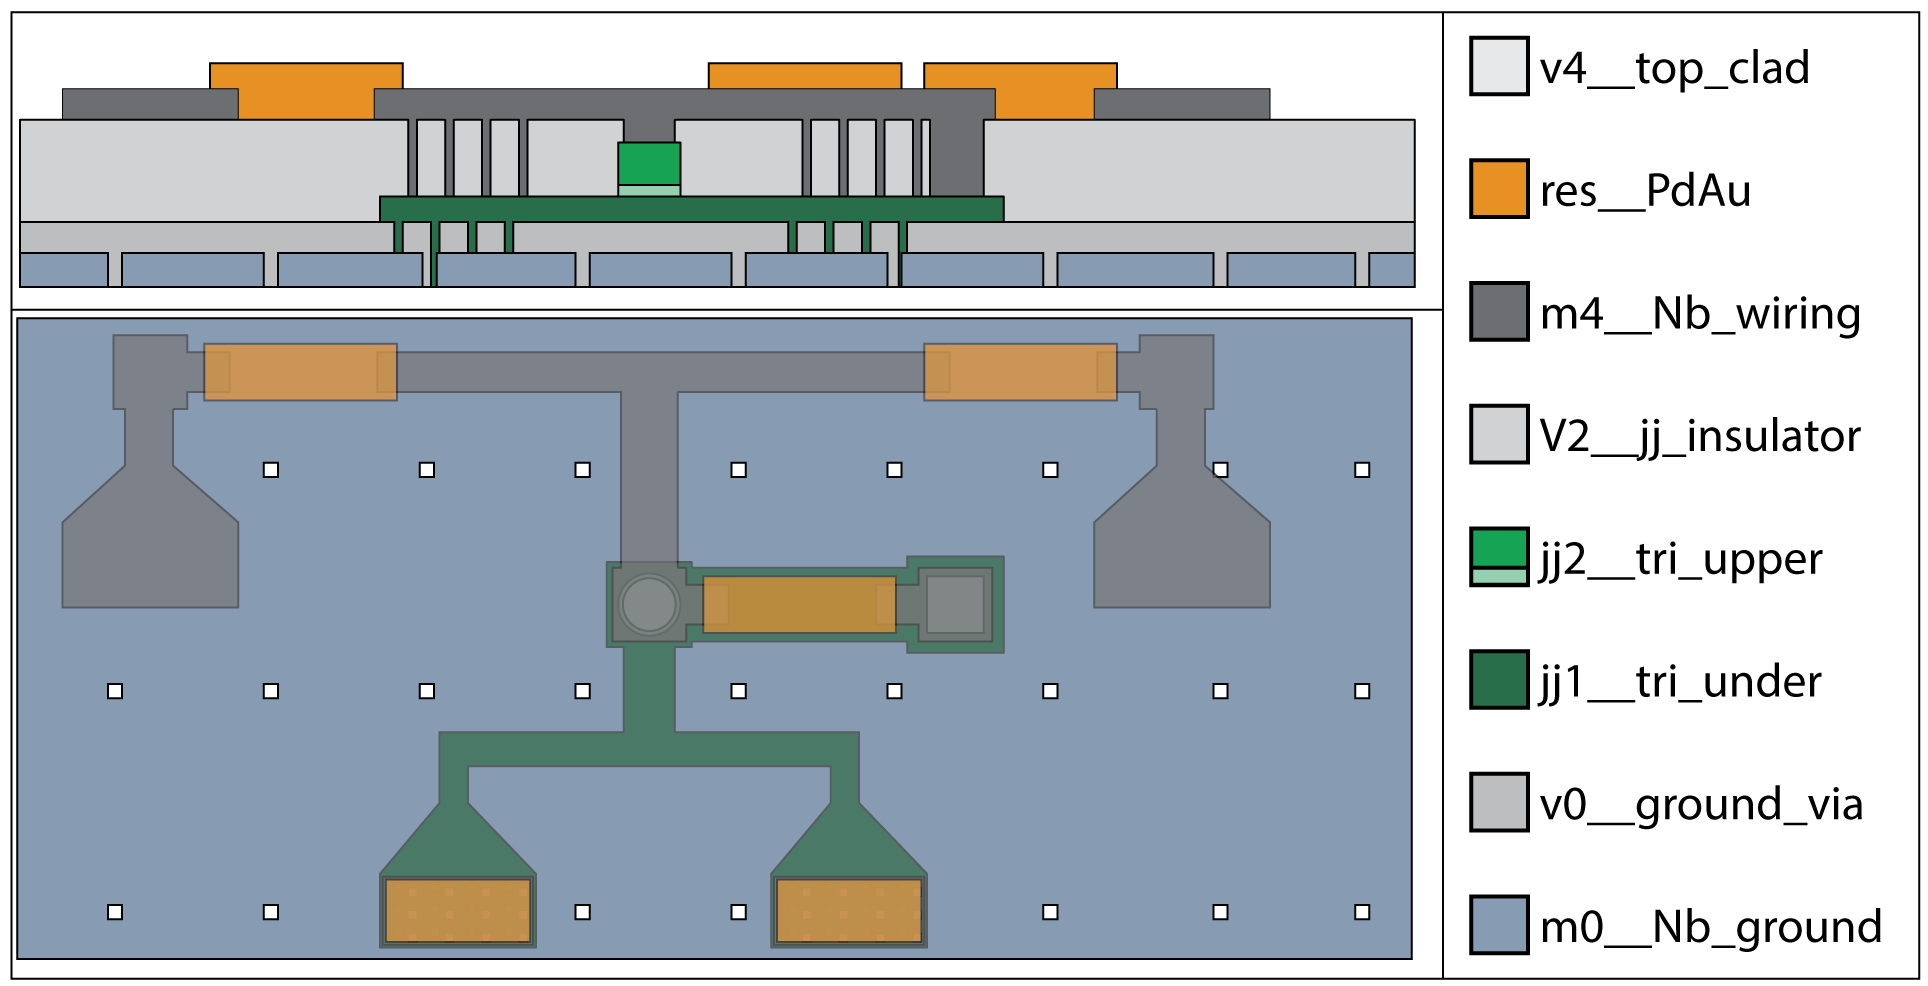 v4__top_clad
res__PdAu
m4__Nb_wiring
V2__jj_insulator
jj2__tri_upper
jj1__tri_under
v0__ground_via
m0__Nb_ground